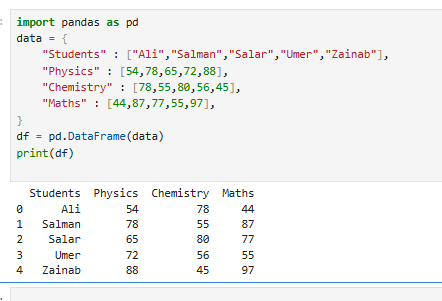 import pandas as pd
data = {
    "Students" : ["Ali","Salman","Salar","Umer","Zainab"],
    "Physics" : [54,78,65,72,88],
    "Chemistry" : [78,55,80,56,45],
    "Maths" : [44,87,77,55,97],
}
df = pd.DataFrame(data)
print(df)
  Students  Physics  Chemistry  Maths
0      Ali       54         78     44
1   Salman       78         55     87
2    Salar       65         80     77
3     Umer       72         56     55
4   Zainab       88         45     97